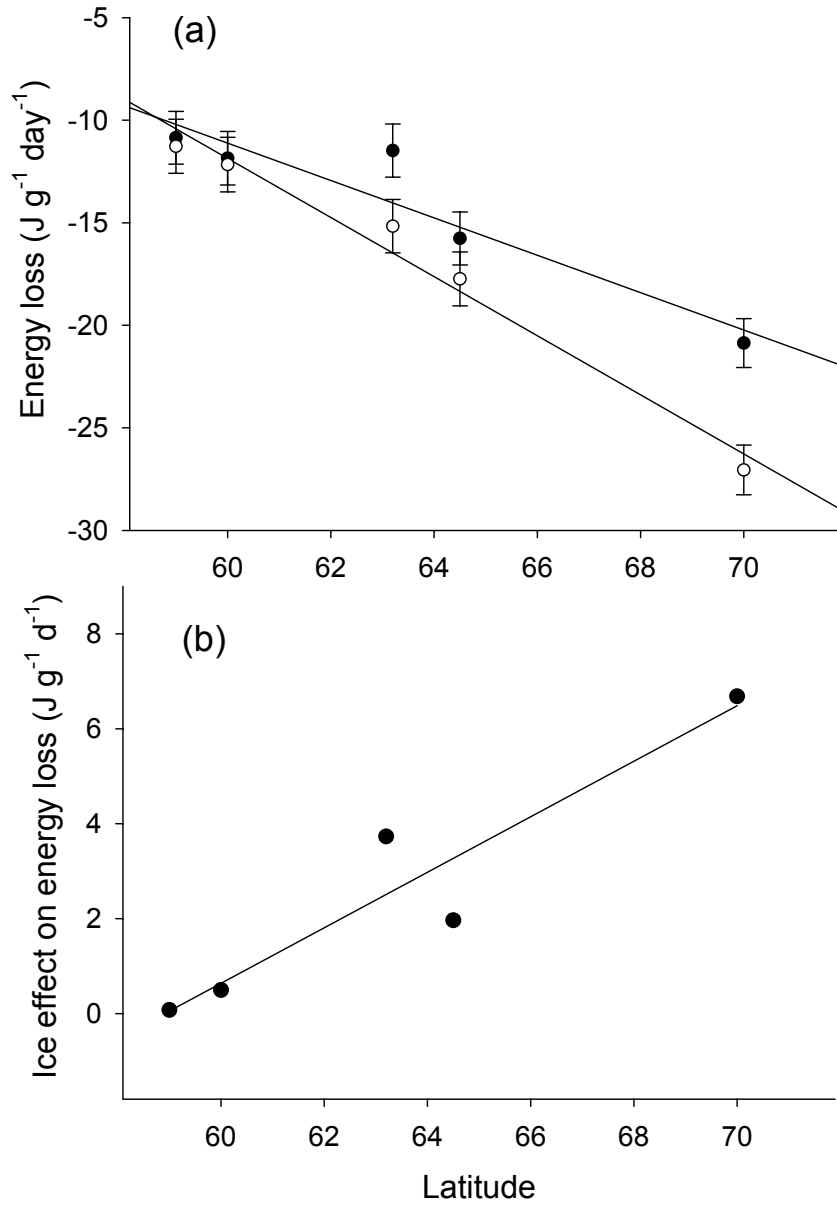 (a)
Energy loss (J g⁻¹ day⁻¹)
-5
-10
-15
-20
-25
-30
60 62 64 66 68 70
(b)
Ice effect on energy loss (J g⁻¹ d⁻¹)
8
6
4
2
0
60 62 64 66 68 70
Latitude